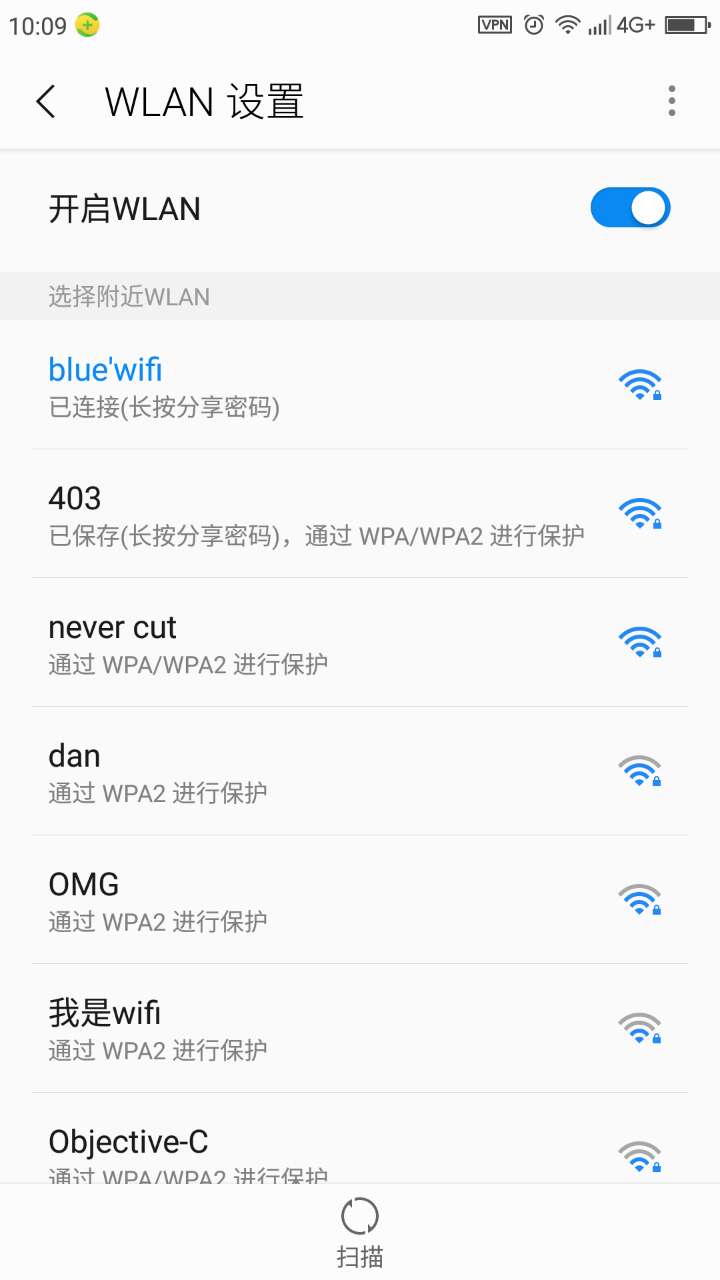 10:09
VPN 4G+
WLAN 设置
开启WLAN
选择附近WLAN
blue'wifi
已连接(长按分享密码)
403
已保存(长按分享密码)，通过 WPA/WPA2 进行保护
never cut
通过 WPA/WPA2 进行保护
dan
通过 WPA2 进行保护
OMG
通过 WPA2 进行保护
我是wifi
通过 WPA2 进行保护
Objective-C
通过 WPA/WPA2 进行保护
扫描